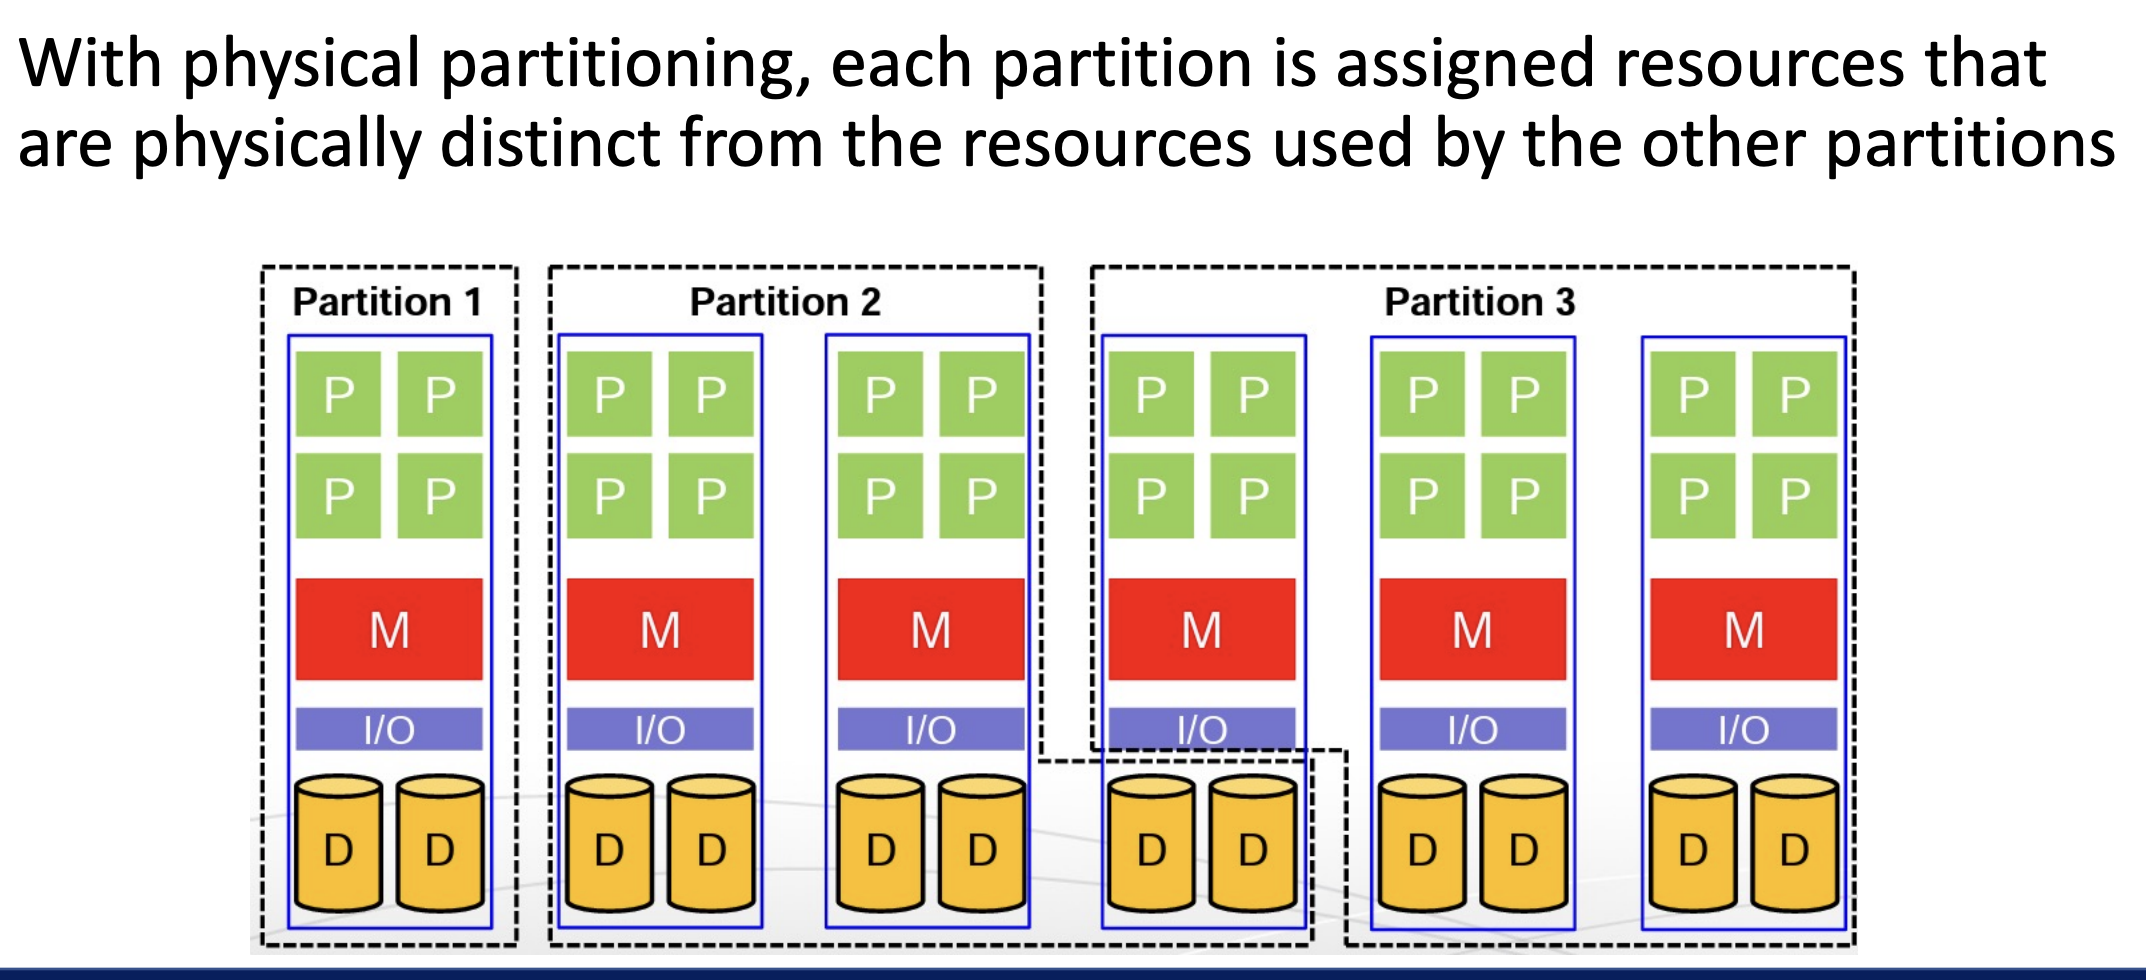 With physical partitioning, each partition is assigned resources that
are physically distinct from the resources used by the other partitions
Partition 1 Partition 2 Partition 3
P P P P P P P P P P P P
P P P P P P P P P P P P
M M M M M M
I/O I/O I/O I/O I/O I/O
D D D D D D D D D D D D